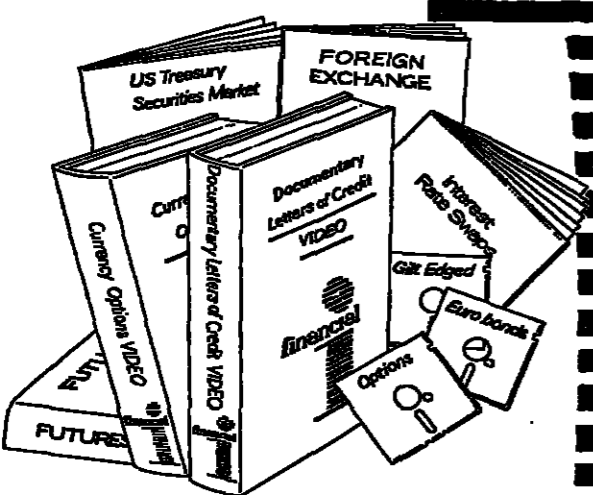 US Treasury
Securities Market
FOREIGN
EXCHANGE
Interest
Rate Swaps
Currency Options VIDEO
Documentary Letters of Credit VIDEO
financial
Documentary
Letters of Credit
VIDEO
financial
Gilt Edged
Euro.bonds
Options
FUTURES